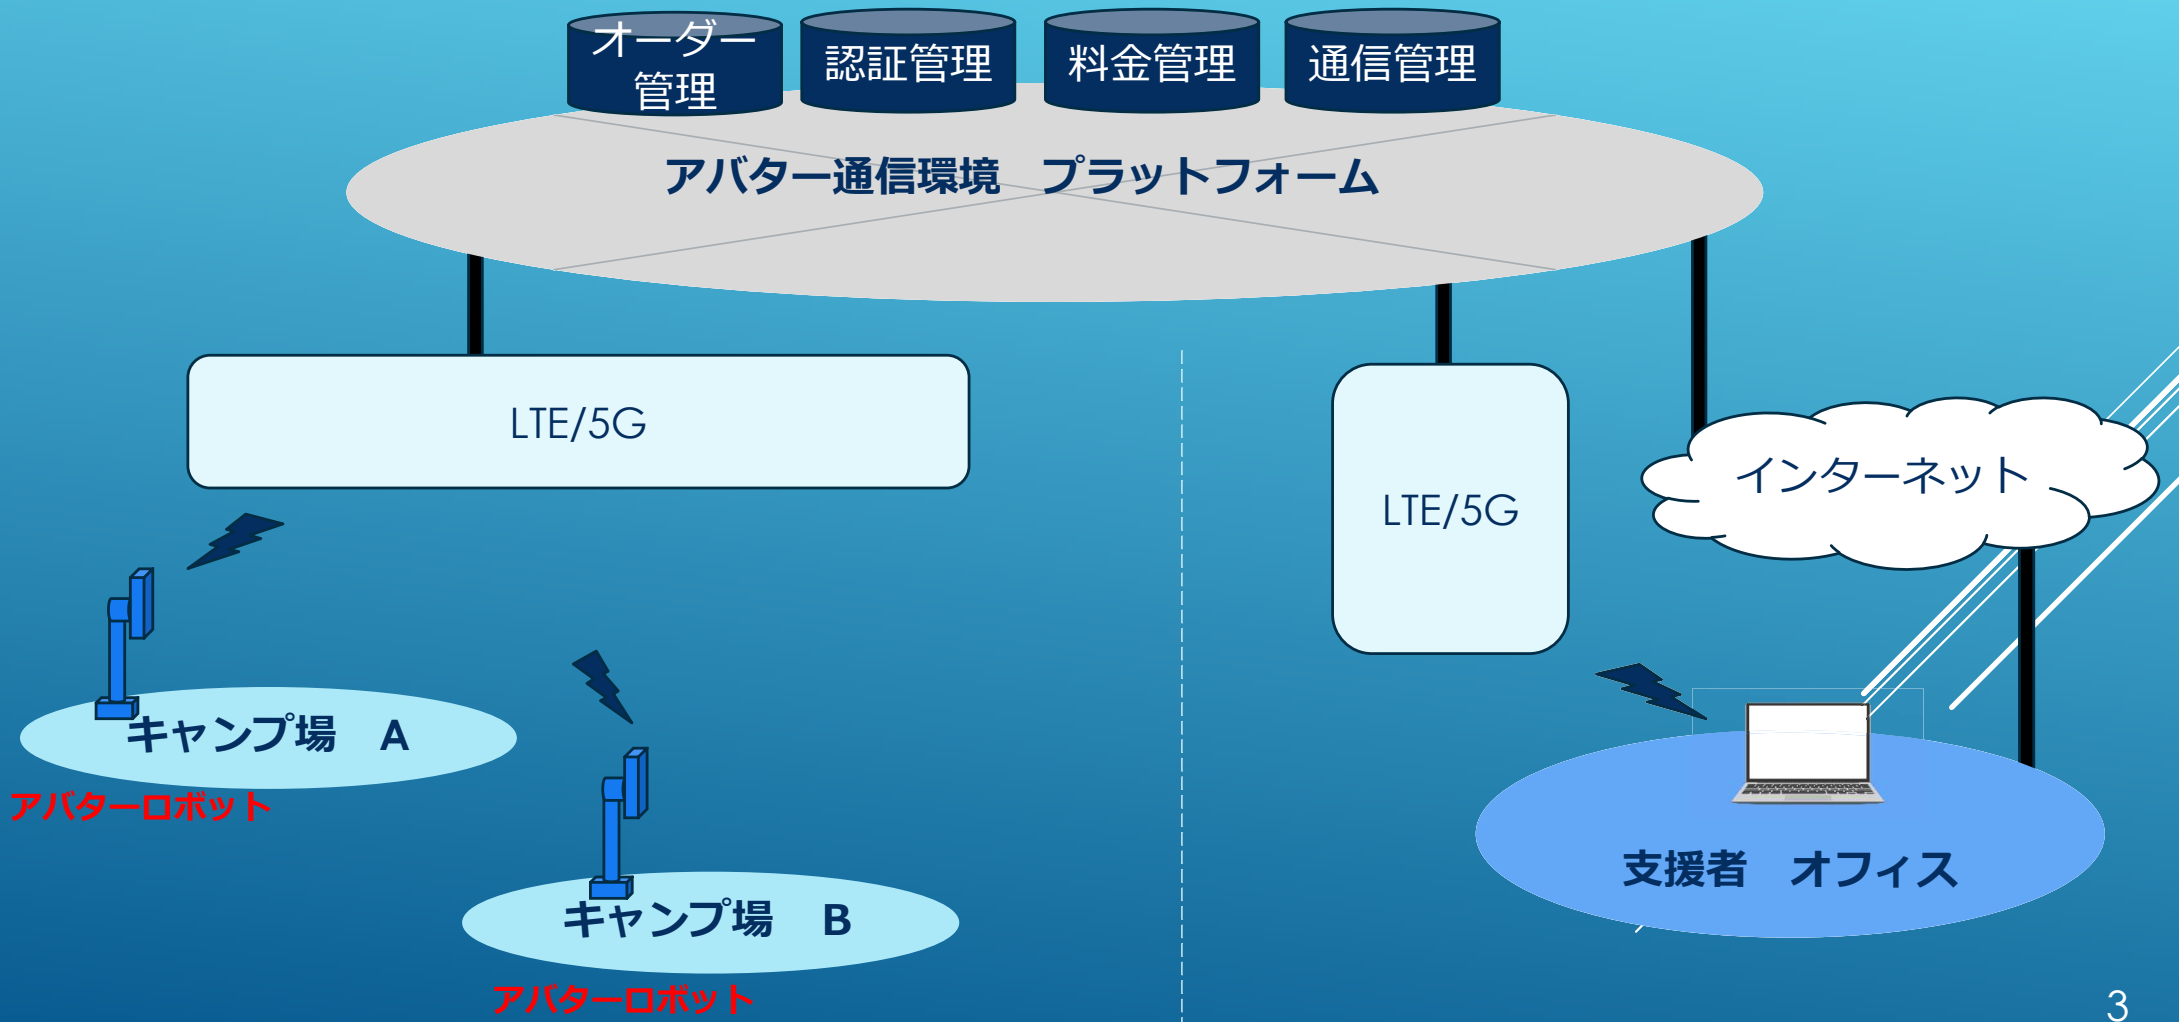 オーダー
管理
認証管理
料金管理
通信管理
アバター通信環境　プラットフォーム
LTE/5G
LTE/5G
インターネット
キャンプ場　A
アバターロボット
キャンプ場　B
アバターロボット
支援者　オフィス
3